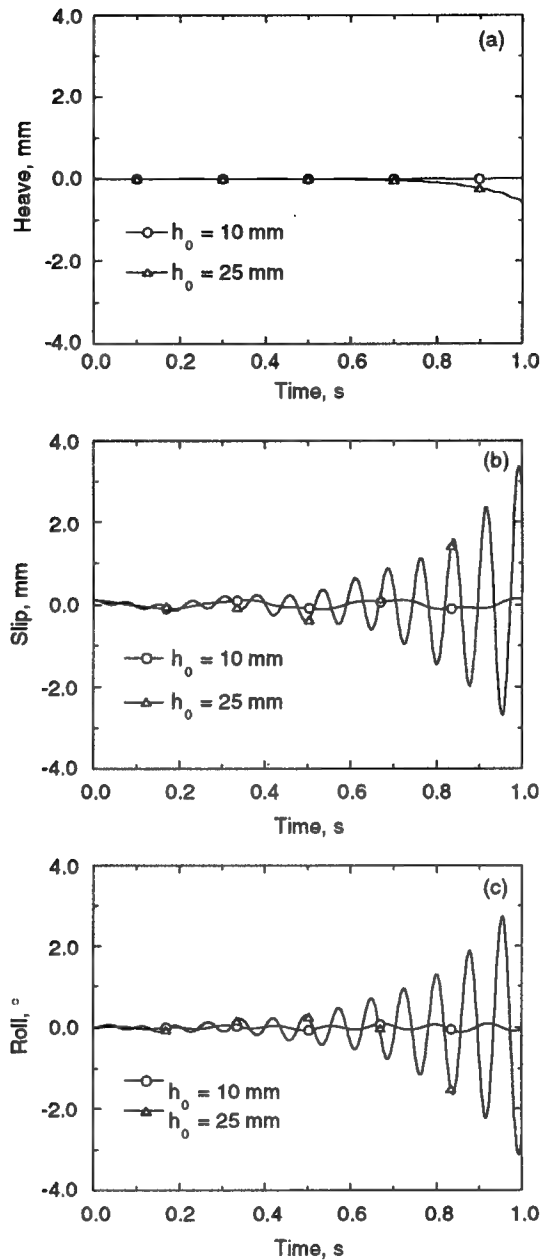 (a)
4.0
2.0
0.0
-2.0
-4.0
Heave, mm
h₀ = 10 mm
h₀ = 25 mm
0.0 0.2 0.4 0.6 0.8 1.0
Time, s
(b)
4.0
2.0
0.0
-2.0
-4.0
Slip, mm
h₀ = 10 mm
h₀ = 25 mm
0.0 0.2 0.4 0.6 0.8 1.0
Time, s
(c)
4.0
2.0
0.0
-2.0
-4.0
Roll, °
h₀ = 10 mm
h₀ = 25 mm
0.0 0.2 0.4 0.6 0.8 1.0
Time, s